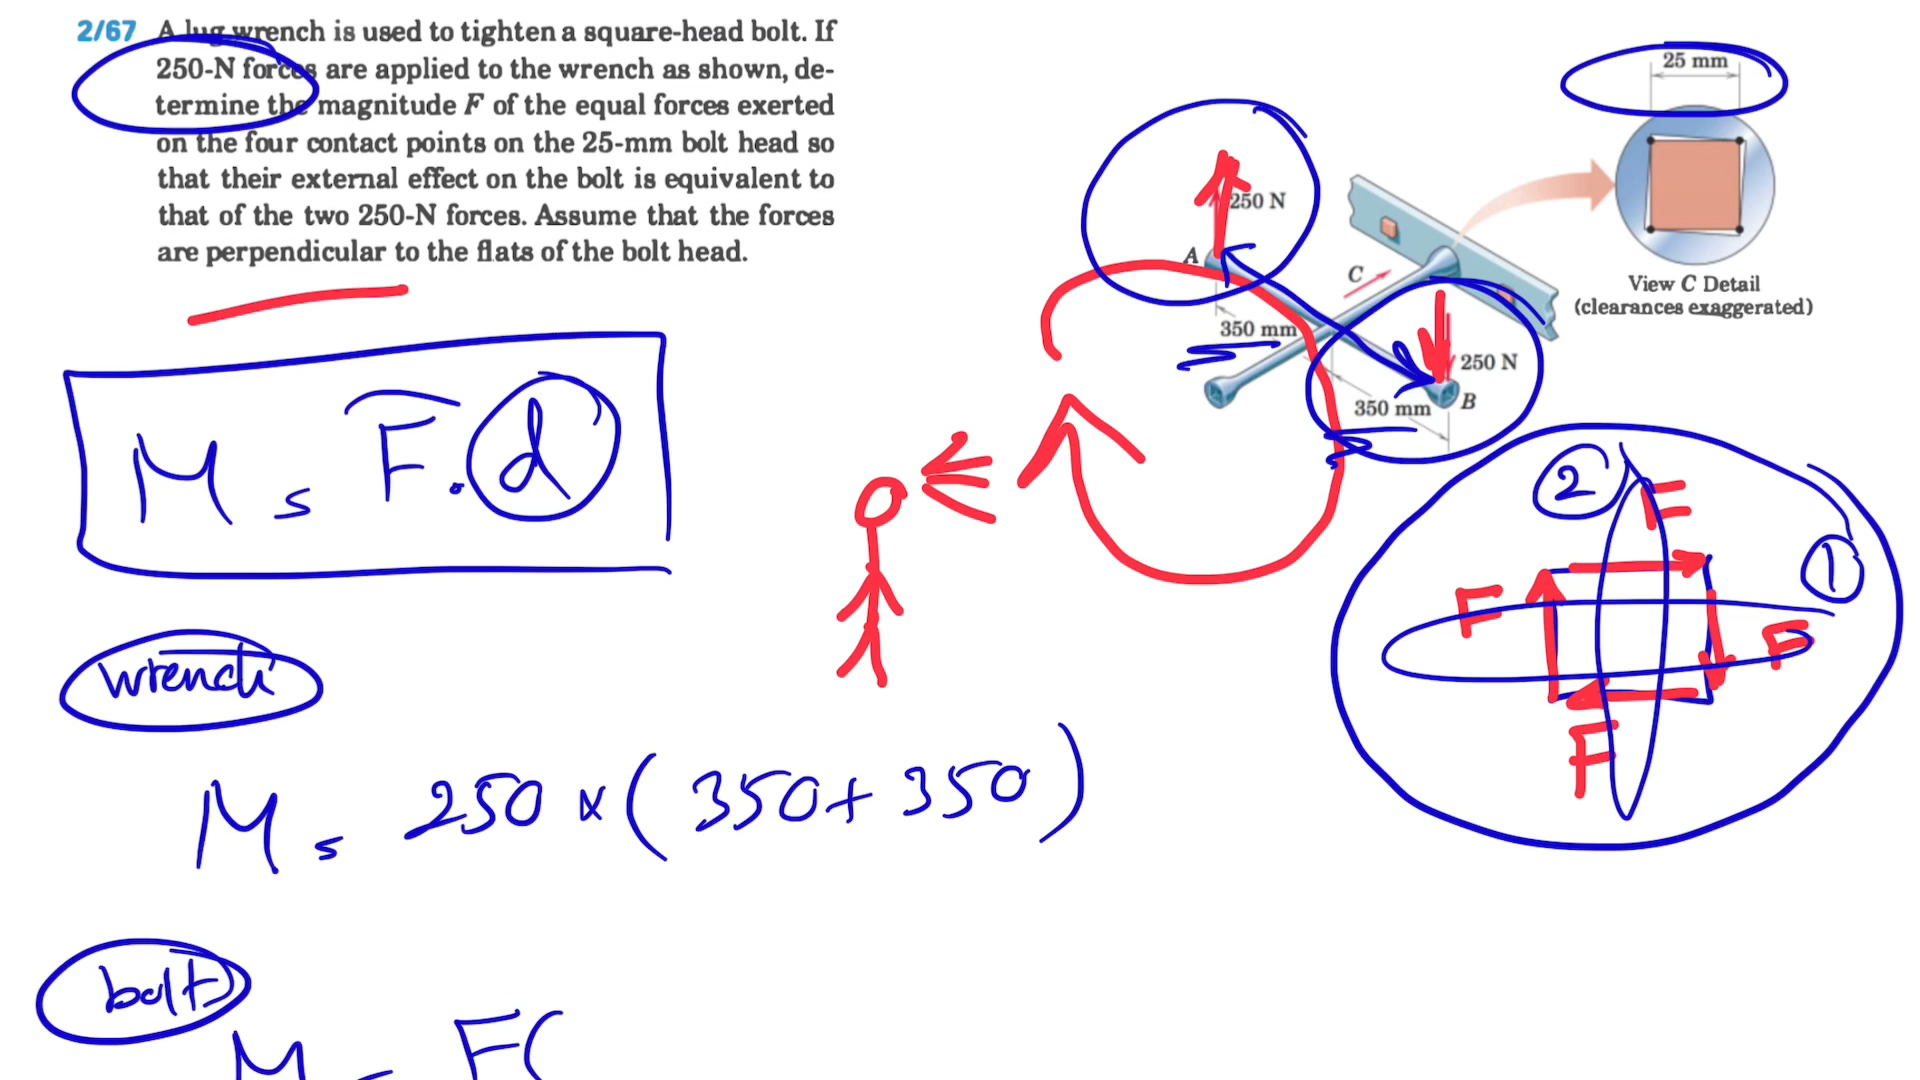 2/67 A lug wrench is used to tighten a square-head bolt. If
250-N forces are applied to the wrench as shown, de-
termine the magnitude F of the equal forces exerted
on the four contact points on the 25-mm bolt head so
that their external effect on the bolt is equivalent to
that of the two 250-N forces. Assume that the forces
are perpendicular to the flats of the bolt head.
25 mm
250 N
A
C
350 mm
250 N
350 mm
B
View C Detail
(clearances exaggerated)
M = F . d
2
F
1
F
F
F
wrench
M = 250 × ( 350 + 350 )
bolt
M = F(